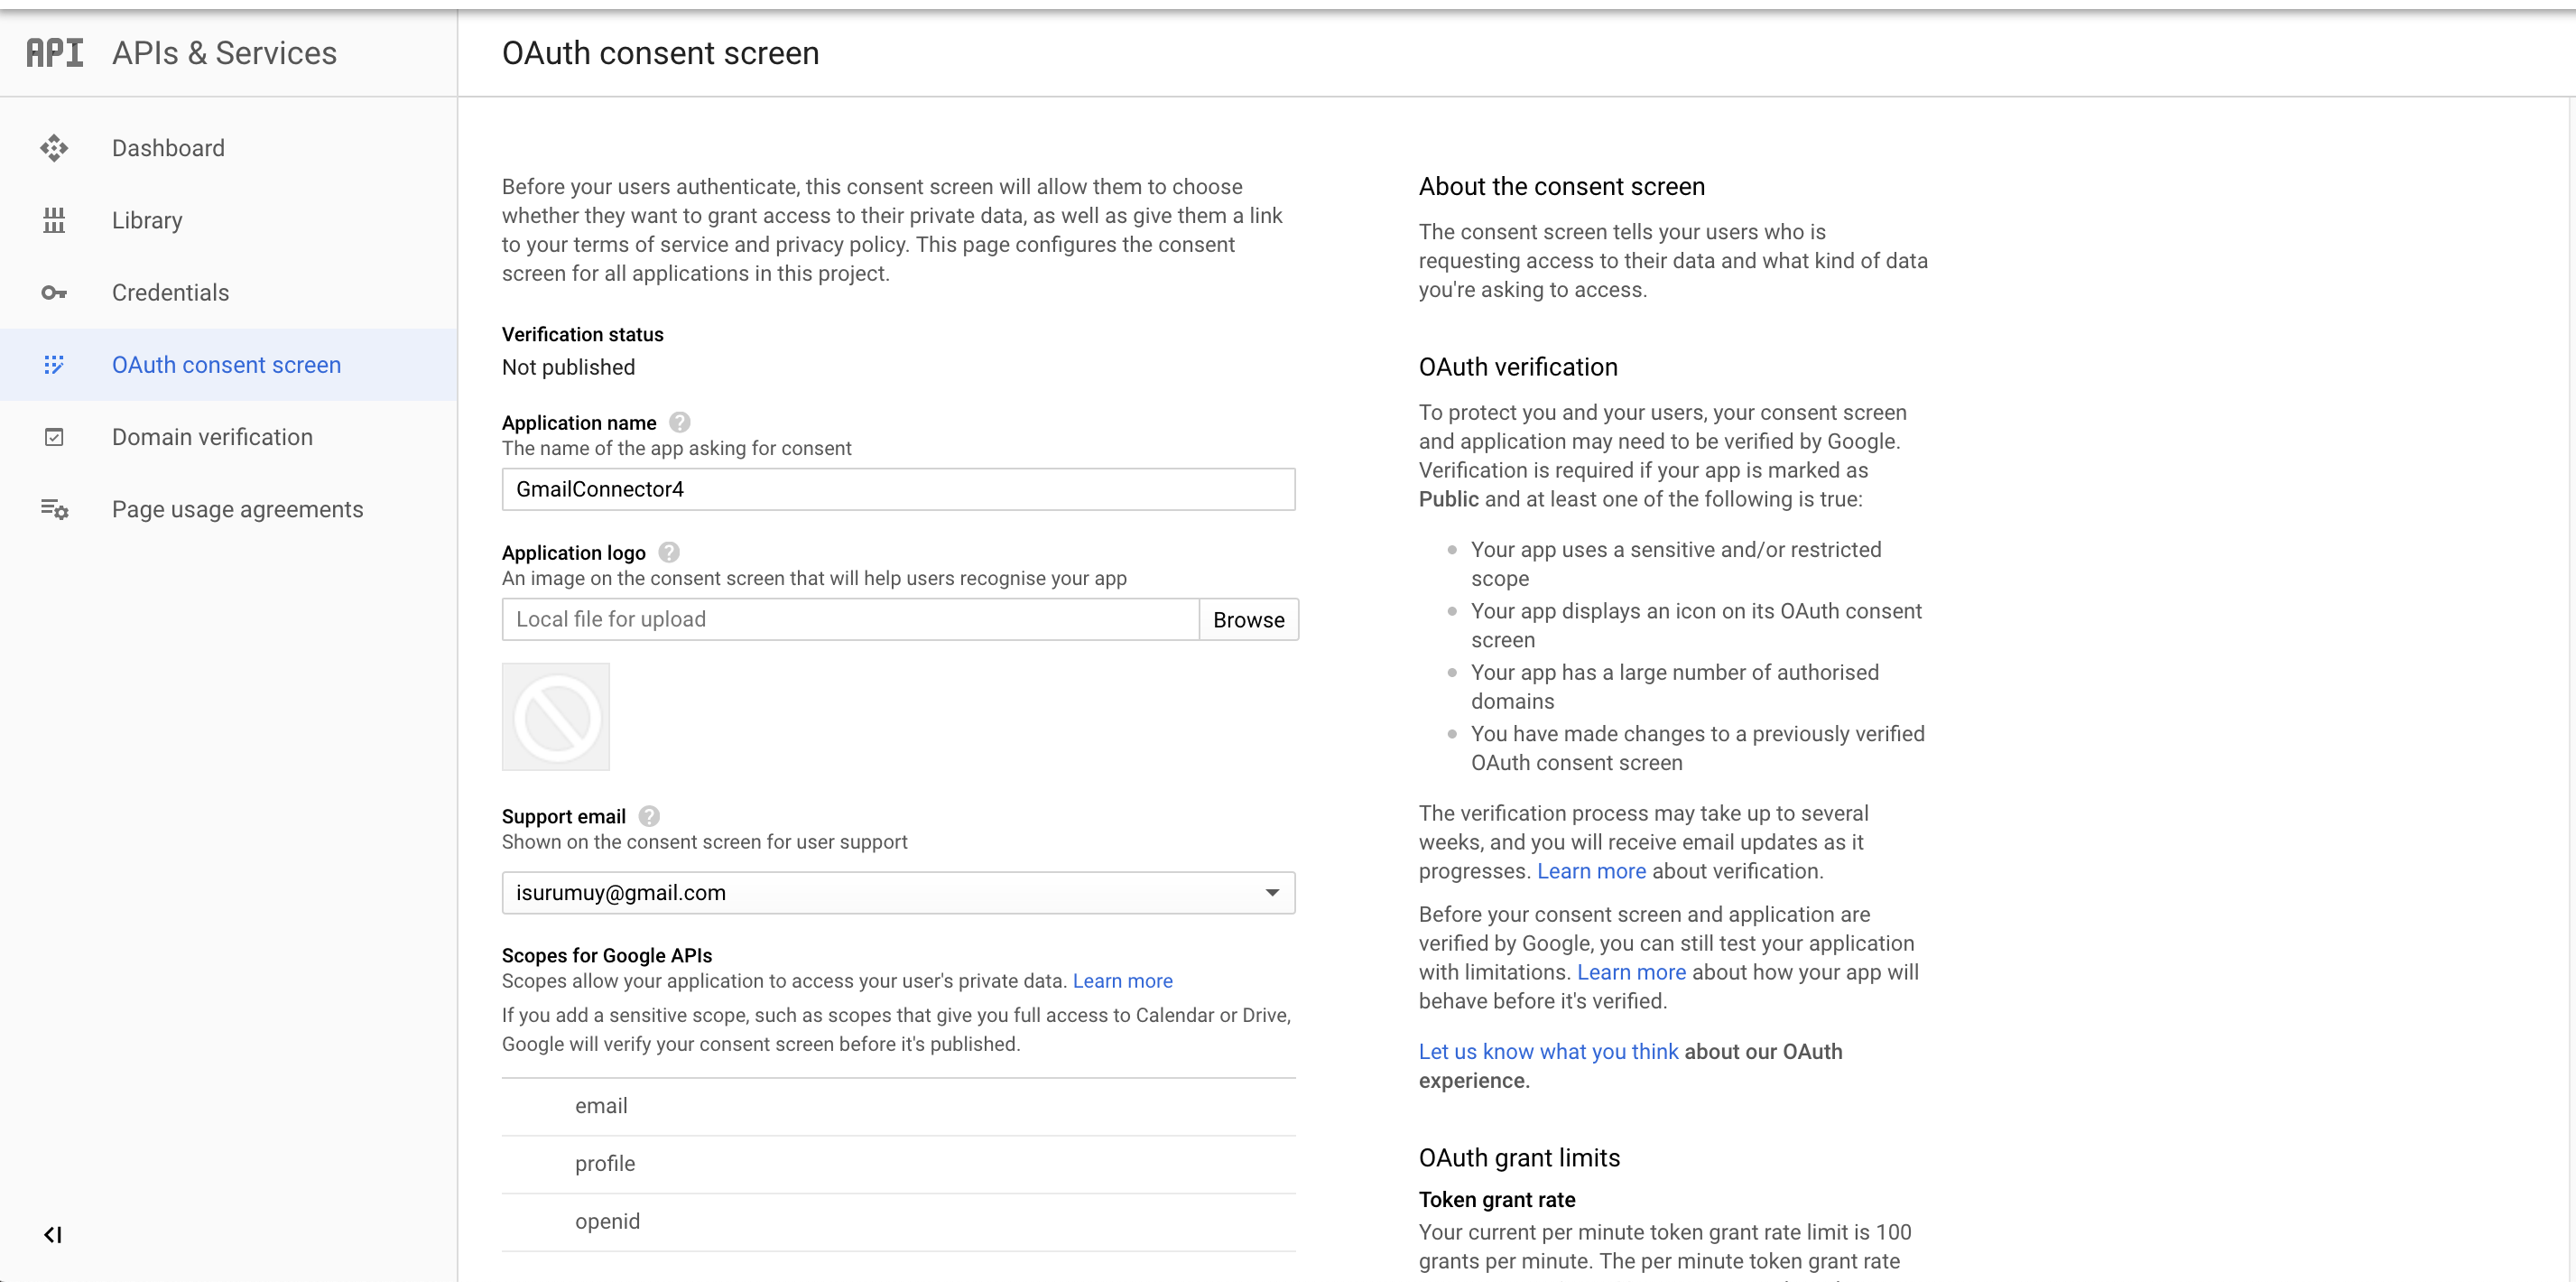 API APIs & Services
Dashboard
Library
Credentials
OAuth consent screen
Domain verification
Page usage agreements
OAuth consent screen
Before your users authenticate, this consent screen will allow them to choose
whether they want to grant access to their private data, as well as give them a link
to your terms of service and privacy policy. This page configures the consent
screen for all applications in this project.
Verification status
Not published
Application name ?
The name of the app asking for consent
GmailConnector4
Application logo ?
An image on the consent screen that will help users recognise your app
Local file for upload Browse
Support email ?
Shown on the consent screen for user support
isurumuy@gmail.com
Scopes for Google APIs
Scopes allow your application to access your user's private data. Learn more
If you add a sensitive scope, such as scopes that give you full access to Calendar or Drive,
Google will verify your consent screen before it's published.
email
profile
openid
About the consent screen
The consent screen tells your users who is
requesting access to their data and what kind of data
you're asking to access.
OAuth verification
To protect you and your users, your consent screen
and application may need to be verified by Google.
Verification is required if your app is marked as
Public and at least one of the following is true:
Your app uses a sensitive and/or restricted
scope
Your app displays an icon on its OAuth consent
screen
Your app has a large number of authorised
domains
You have made changes to a previously verified
OAuth consent screen
The verification process may take up to several
weeks, and you will receive email updates as it
progresses. Learn more about verification.
Before your consent screen and application are
verified by Google, you can still test your application
with limitations. Learn more about how your app will
behave before it's verified.
Let us know what you think about our OAuth
experience.
OAuth grant limits
Token grant rate
Your current per minute token grant rate limit is 100
grants per minute. The per minute token grant rate